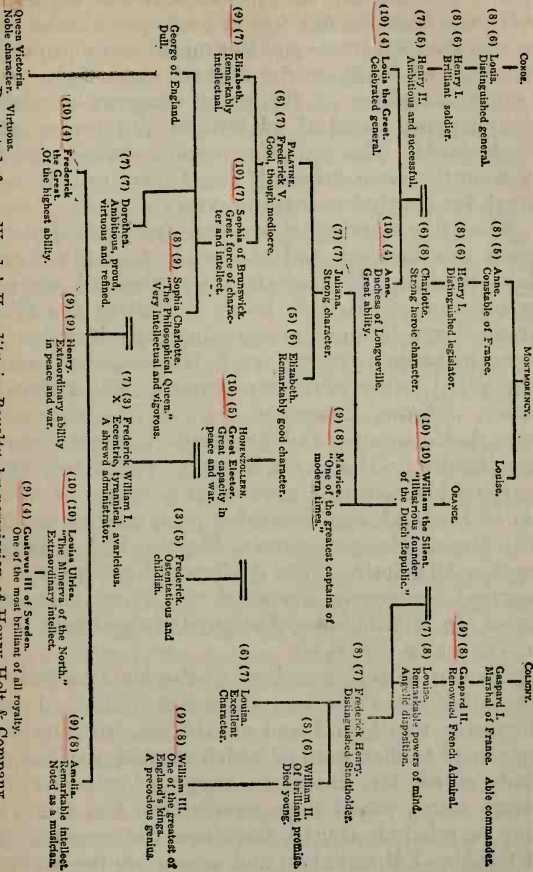 CONDE.
(8) (6) Louis.
Distinguished general.
(8) (6) Henry I.
Brilliant soldier.
(7) (5) Henry II.
Ambitious and successful.
(10) (4) Louis the Great.
Celebrated general.
MONTMORENCY.
(8) (5) Anne.
Constable of France.
Louise.
(8) (6) Henry I.
Distinguished legislator.
(6) (8) Charlotte.
Strong heroic character.
(10) (4) Anne.
Duchess of Longueville.
Great ability.
COLIGNY.
Gaspard I.
Marshal of France. Able commander.
(9) (8) Gaspard II.
Renowned French Admiral.
(7) (8) Louise.
Remarkable powers of mind.
Angelic disposition.
ORANGE
(10) (10) William the Silent.
"Illustrious founder
of the Dutch Republic."
(9) (8) Maurice.
"One of the greatest captains of
modern times."
(8) (7) Frederick Henry.
Distinguished Stadtholder.
(7) (7) Juliana.
Strong character.
PALATINE.
(6) (7) Frederick V.
Good, though mediocre.
(5) (6) Elizabeth.
Remarkably good character.
(5) (6) William II.
Of brilliant promise.
Died young.
(6) (7) Louisa.
Excellent
Character.
(9) (7) Elizabeth.
Remarkably
intellectual.
(10) (7) Sophia of Brunswick.
Great force of charac-
ter and intellect.
HOHENZOLLERN.
(10) (5) Great Elector.
Great capacity in
peace and war.
(9) (8) William III.
One of the greatest of
England's kings.
A precocious genius.
George of England.
Dull.
(8) (9) Sophia Charlotte.
"The Philosophical Queen."
Very intellectual and vigorous.
(3) (5) Frederick.
Ostentatious and
childish.
(7) (7) Dorothea.
Ambitious, proud,
virtuous and refined
(7) (3) Frederick William I.
X Eccentric, tyrannical, avaricious.
A shrewd administrator.
Queen Victoria.
Noble character. Virtuous.
(10) (4) Frederick
the Great.
Of the highest ability.
(9) (9) Henry.
Extraordinary ability
in peace and war.
(10) (10) Louisa Ulrica.
"The Minerva of the North."
Extraordinary intellect.
(9) (8) Amelia.
Remarkable intellect.
Noted as a musician.
(9) (4) Gustavus III of Sweden.
One of the most brilliant of all royalty.
Heredity in Royalty, by permission of Henry Holt & Company